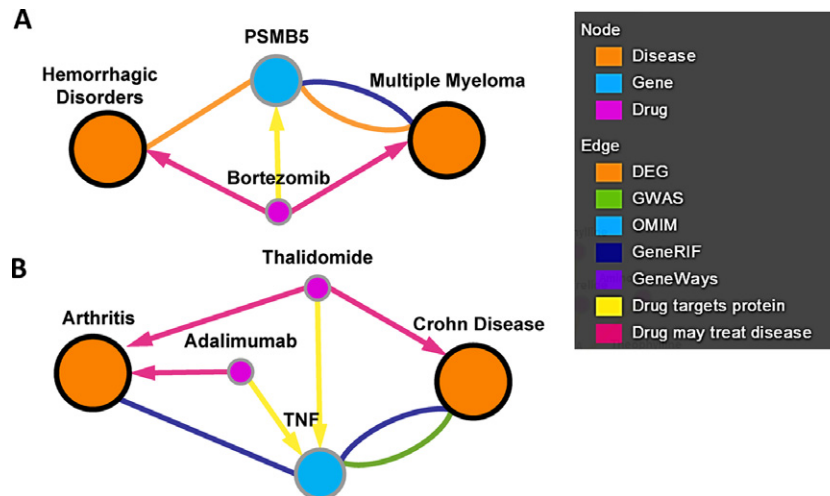 A
PSMB5
Hemorrhagic
Disorders
Multiple Myeloma
Bortezomib
B
Thalidomide
Arthritis
Adalimumab
Crohn Disease
TNF
Node
Disease
Gene
Drug
Edge
DEG
GWAS
OMIM
GeneRIF
GeneWays
Drug targets protein
Drug may treat disease